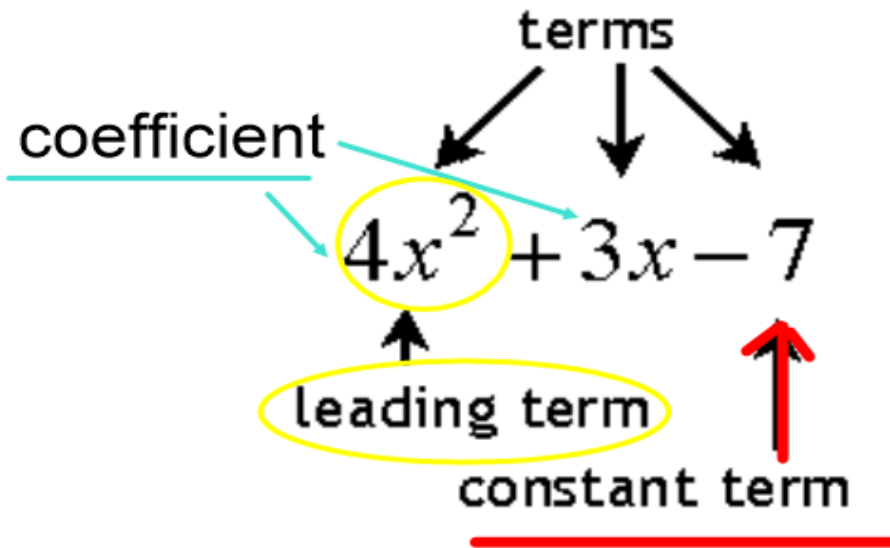 terms
coefficient
4x² + 3x − 7
leading term
constant term